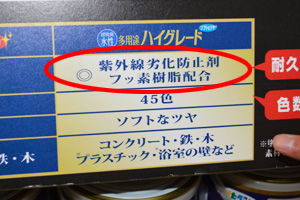 水性 多用途 ハイグレード
◎ 紫外線劣化防止剤
フッ素樹脂配合
耐久
45色
色数
ソフトなツヤ
鉄・木
コンクリート・鉄・木
プラスチック・浴室の壁など